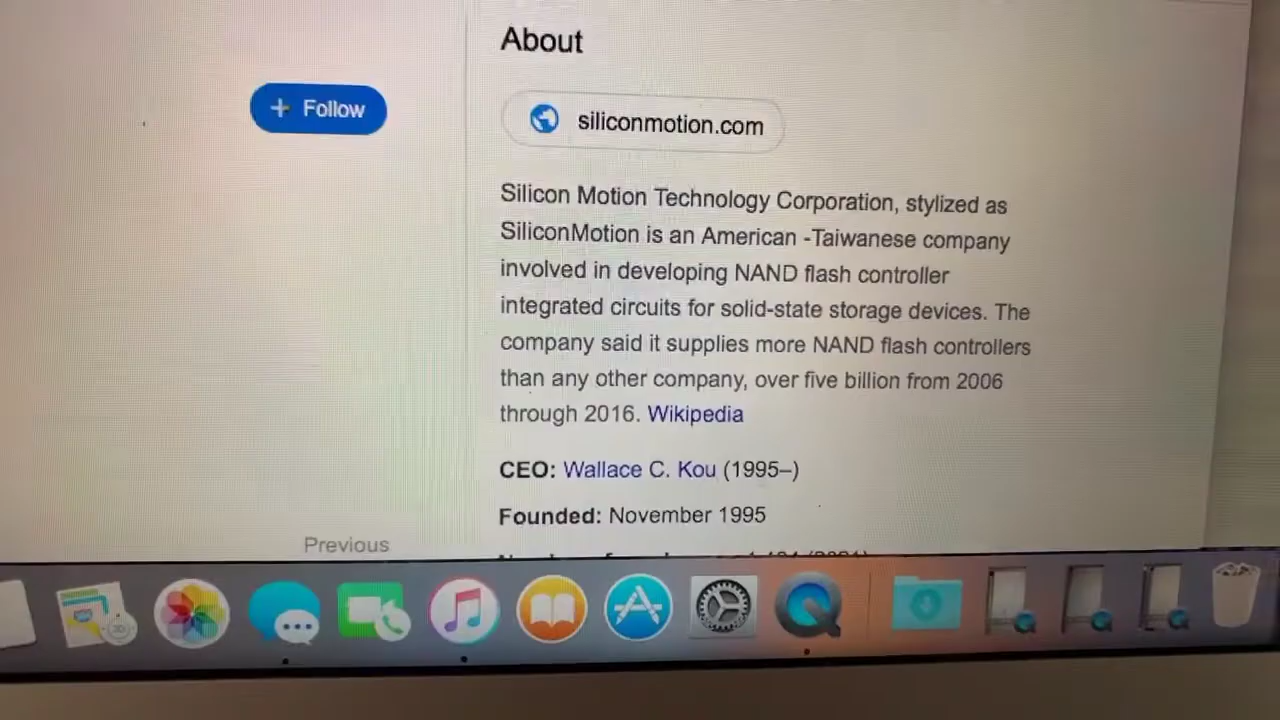 About
+ Follow
siliconmotion.com
Silicon Motion Technology Corporation, stylized as
SiliconMotion is an American -Taiwanese company
involved in developing NAND flash controller
integrated circuits for solid-state storage devices. The
company said it supplies more NAND flash controllers
than any other company, over five billion from 2006
through 2016. Wikipedia
CEO: Wallace C. Kou (1995–)
Founded: November 1995
Previous